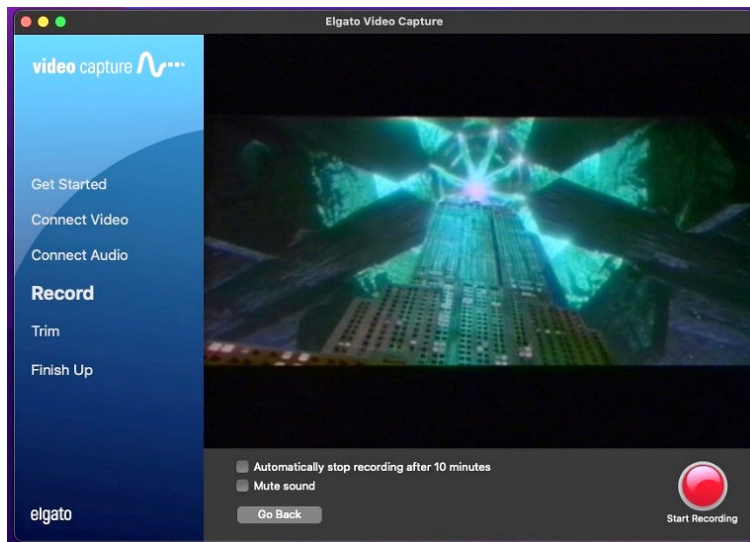 Elgato Video Capture
video capture
Get Started
Connect Video
Connect Audio
Record
Trim
Finish Up
Automatically stop recording after 10 minutes
Mute sound
Go Back
Start Recording
elgato